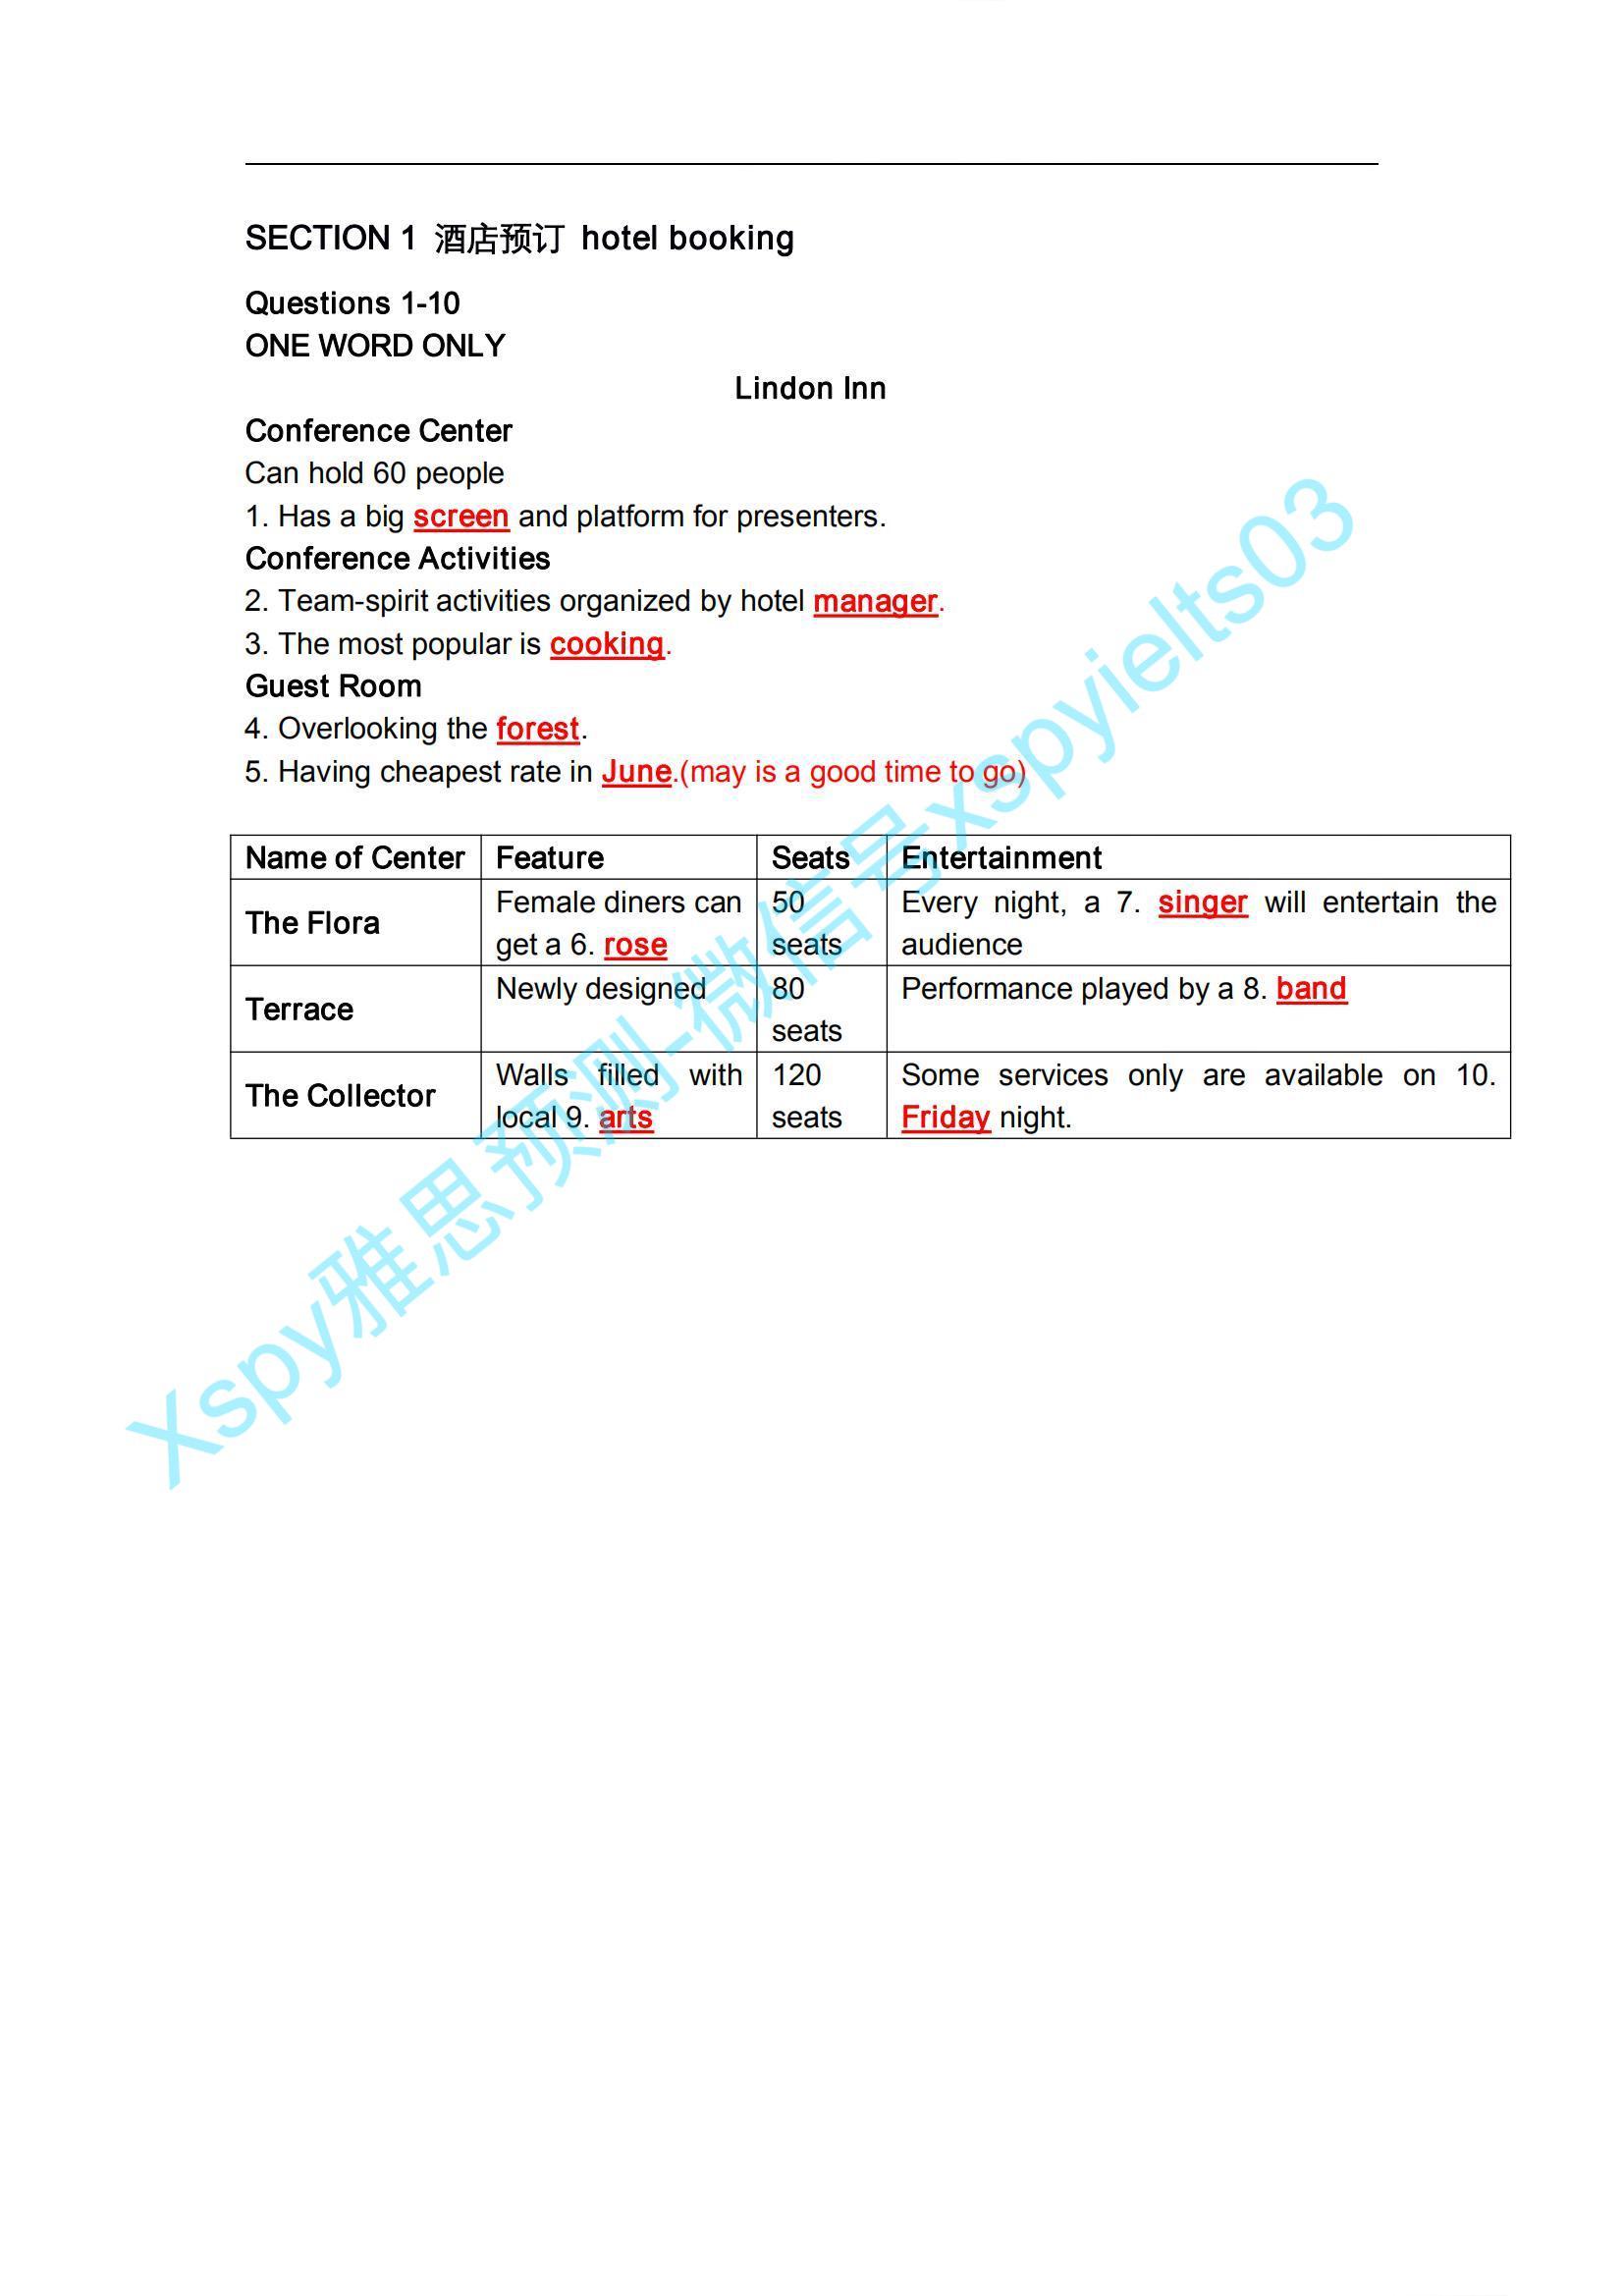 SECTION 1 酒店预订 hotel booking
Questions 1-10
ONE WORD ONLY
Lindon Inn
Conference Center
Can hold 60 people
1. Has a big screen and platform for presenters.
Conference Activities
2. Team-spirit activities organized by hotel manager.
3. The most popular is cooking.
Guest Room
4. Overlooking the forest.
5. Having cheapest rate in June.(may is a good time to go)
Name of Center Feature Seats Entertainment
The Flora
Female diners can
get a 6. rose
50
seats
Every night, a 7. singer will entertain the
audience
Terrace
Newly designed
80
seats
Performance played by a 8. band
The Collector
Walls filled with
local 9. arts
120
seats
Some services only are available on 10.
Friday night.
Xspy雅思预测-微信号xspyielts03